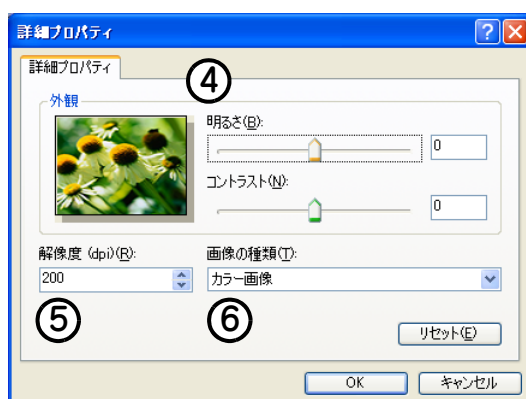 詳細プロパティ
詳細プロパティ
④
外観
明るさ(B):
0
コントラスト(N):
0
解像度 (dpi)(R):
画像の種類(T):
200
カラー画像
⑤
⑥
リセット(E)
OK
キャンセル